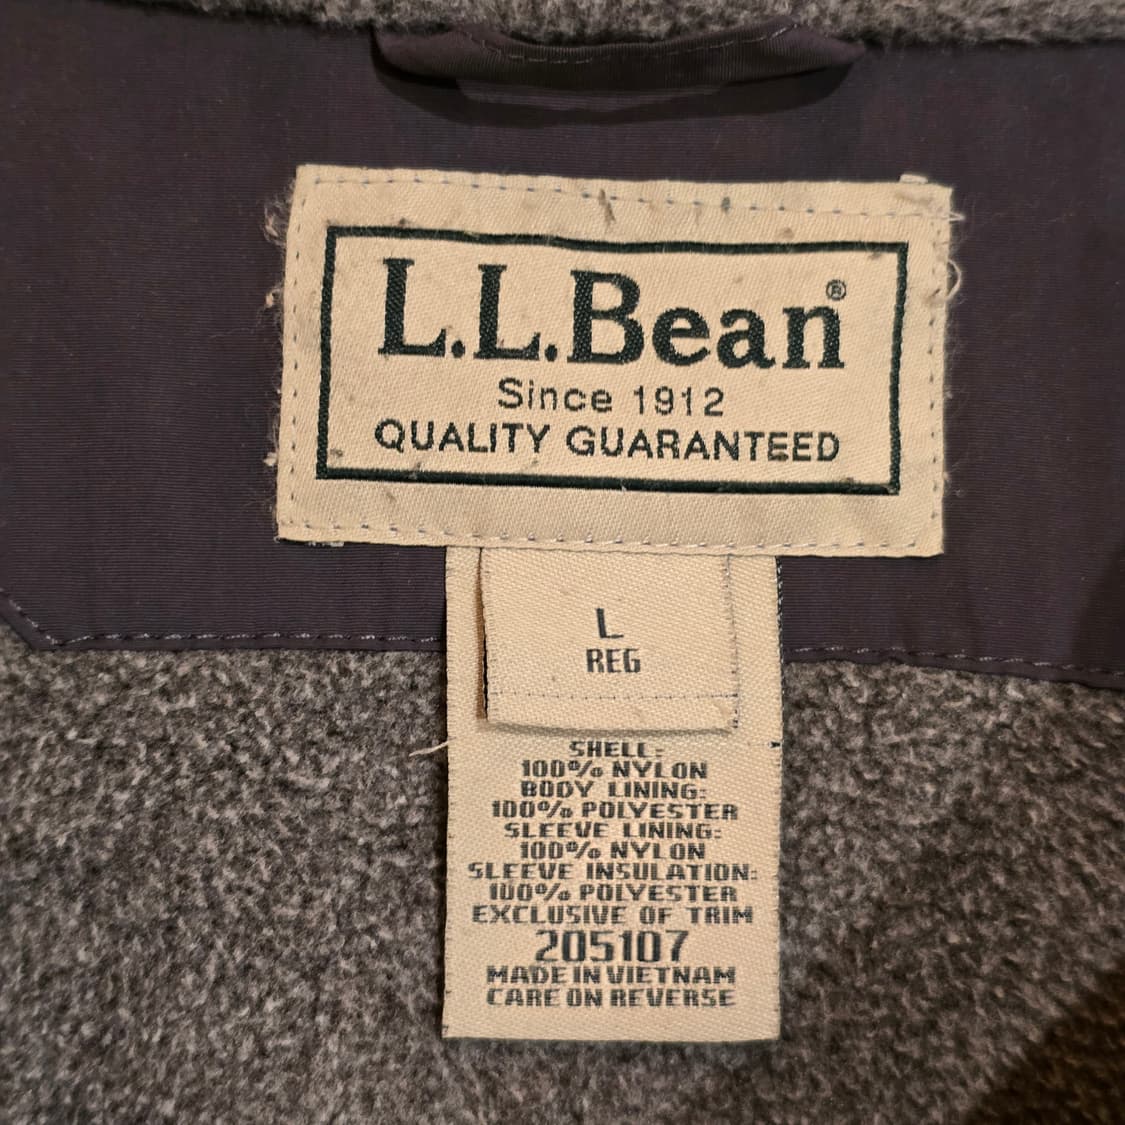 L.L.Bean®
Since 1912
QUALITY GUARANTEED
L
REG
SHELL:
100% NYLON
BODY LINING:
100% POLYESTER
SLEEVE LINING:
100% NYLON
SLEEVE INSULATION:
100% POLYESTER
EXCLUSIVE OF TRIM
205107
MADE IN VIETNAM
CARE ON REVERSE